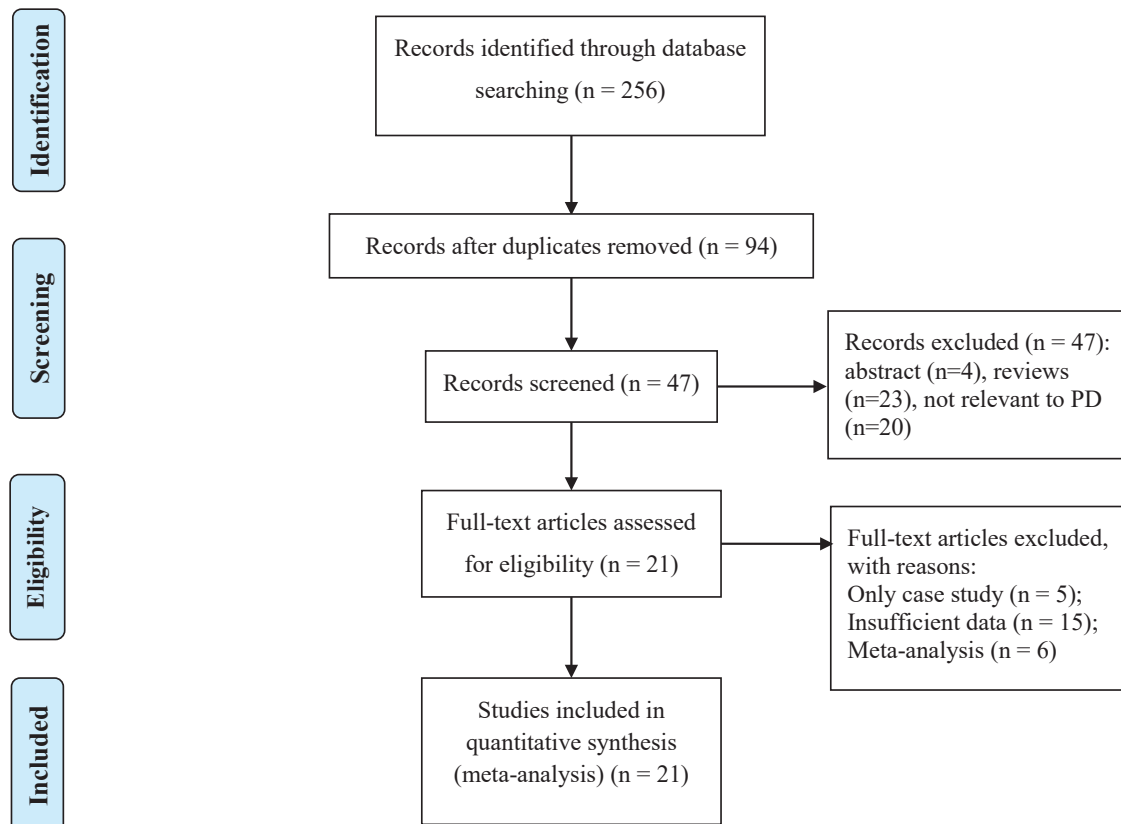 Identification
Records identified through database
searching (n = 256)
Screening
Records after duplicates removed (n = 94)
Records screened (n = 47)
Records excluded (n = 47):
abstract (n=4), reviews
(n=23), not relevant to PD
(n=20)
Eligibility
Full-text articles assessed
for eligibility (n = 21)
Full-text articles excluded,
with reasons:
Only case study (n = 5);
Insufficient data (n = 15);
Meta-analysis (n = 6)
Included
Studies included in
quantitative synthesis
(meta-analysis) (n = 21)